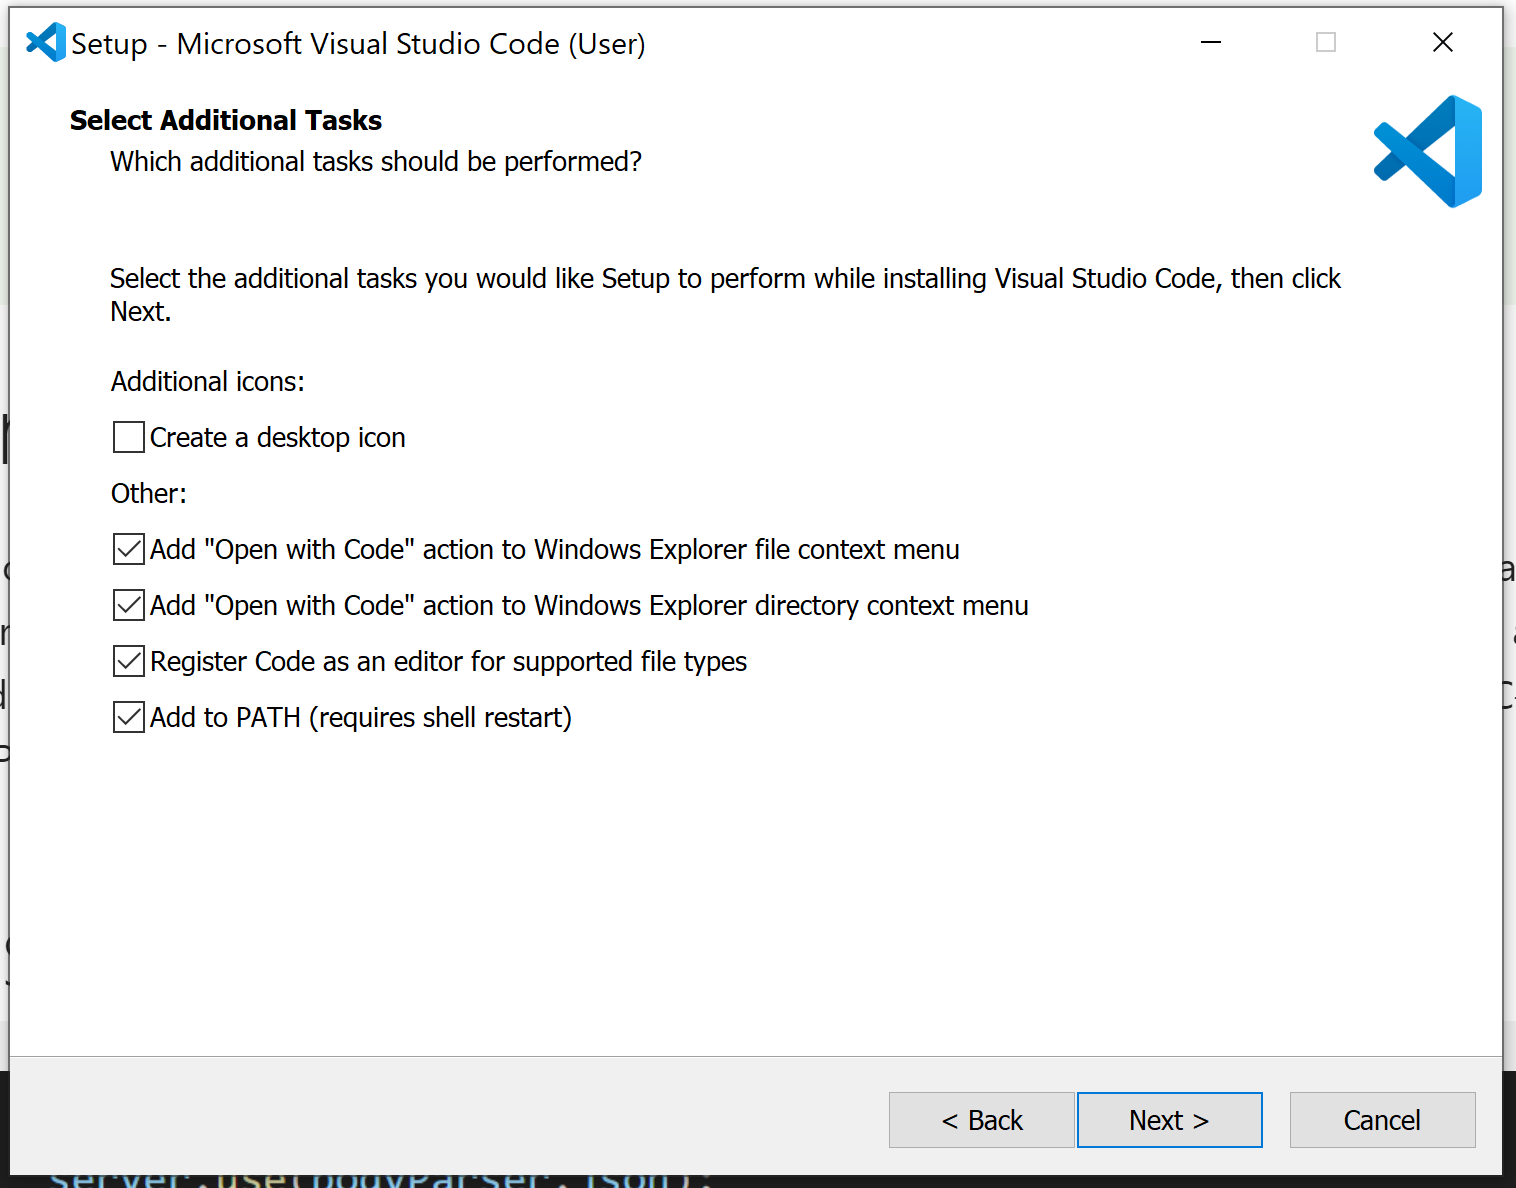 Setup - Microsoft Visual Studio Code (User)
Select Additional Tasks
Which additional tasks should be performed?
Select the additional tasks you would like Setup to perform while installing Visual Studio Code, then click
Next.
Additional icons:
Create a desktop icon
Other:
Add "Open with Code" action to Windows Explorer file context menu
Add "Open with Code" action to Windows Explorer directory context menu
Register Code as an editor for supported file types
Add to PATH (requires shell restart)
< Back
Next >
Cancel
server.use(bodyParser.json);